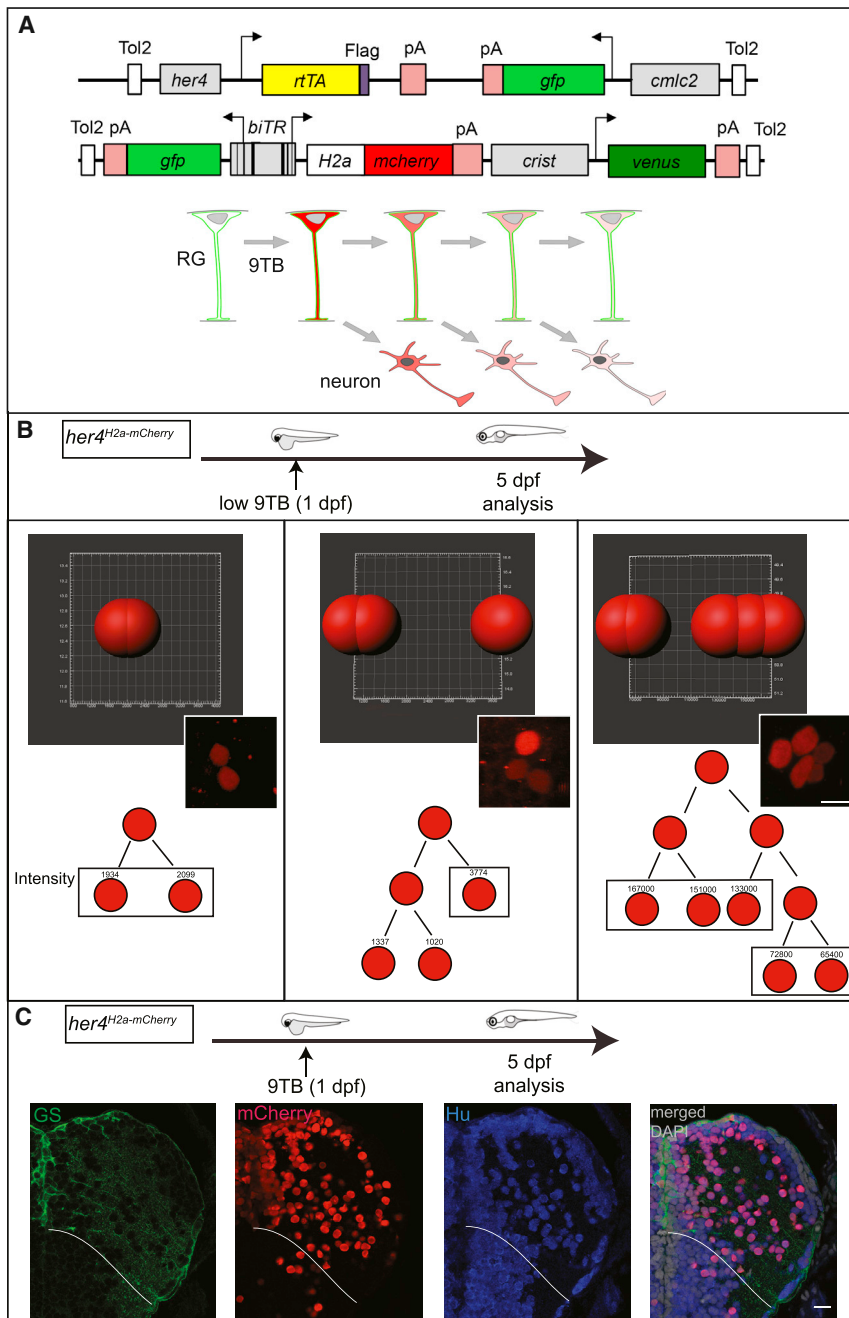 A
Tol2 her4 rtTA Flag pA pA gfp cmlc2 Tol2
Tol2 pA gfp biTR H2a mcherry pA crist venus pA Tol2
RG 9TB
neuron
B
her4H2a-mCherry
low 9TB (1 dpf)
5 dpf
analysis
Intensity
1934 2099
3774
1337 1020
167000 151000 133000
72800 65400
C
her4H2a-mCherry
9TB (1 dpf)
5 dpf
analysis
GS
mCherry
Hu
merged
DAPI